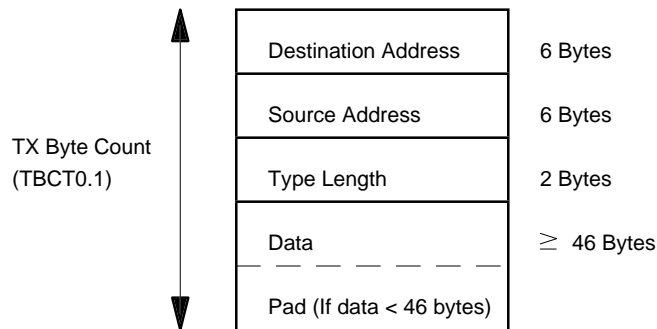 Destination Address 6 Bytes
Source Address 6 Bytes
TX Byte Count
(TBCT0.1)
Type Length 2 Bytes
Data ≥ 46 Bytes
Pad (If data < 46 bytes)